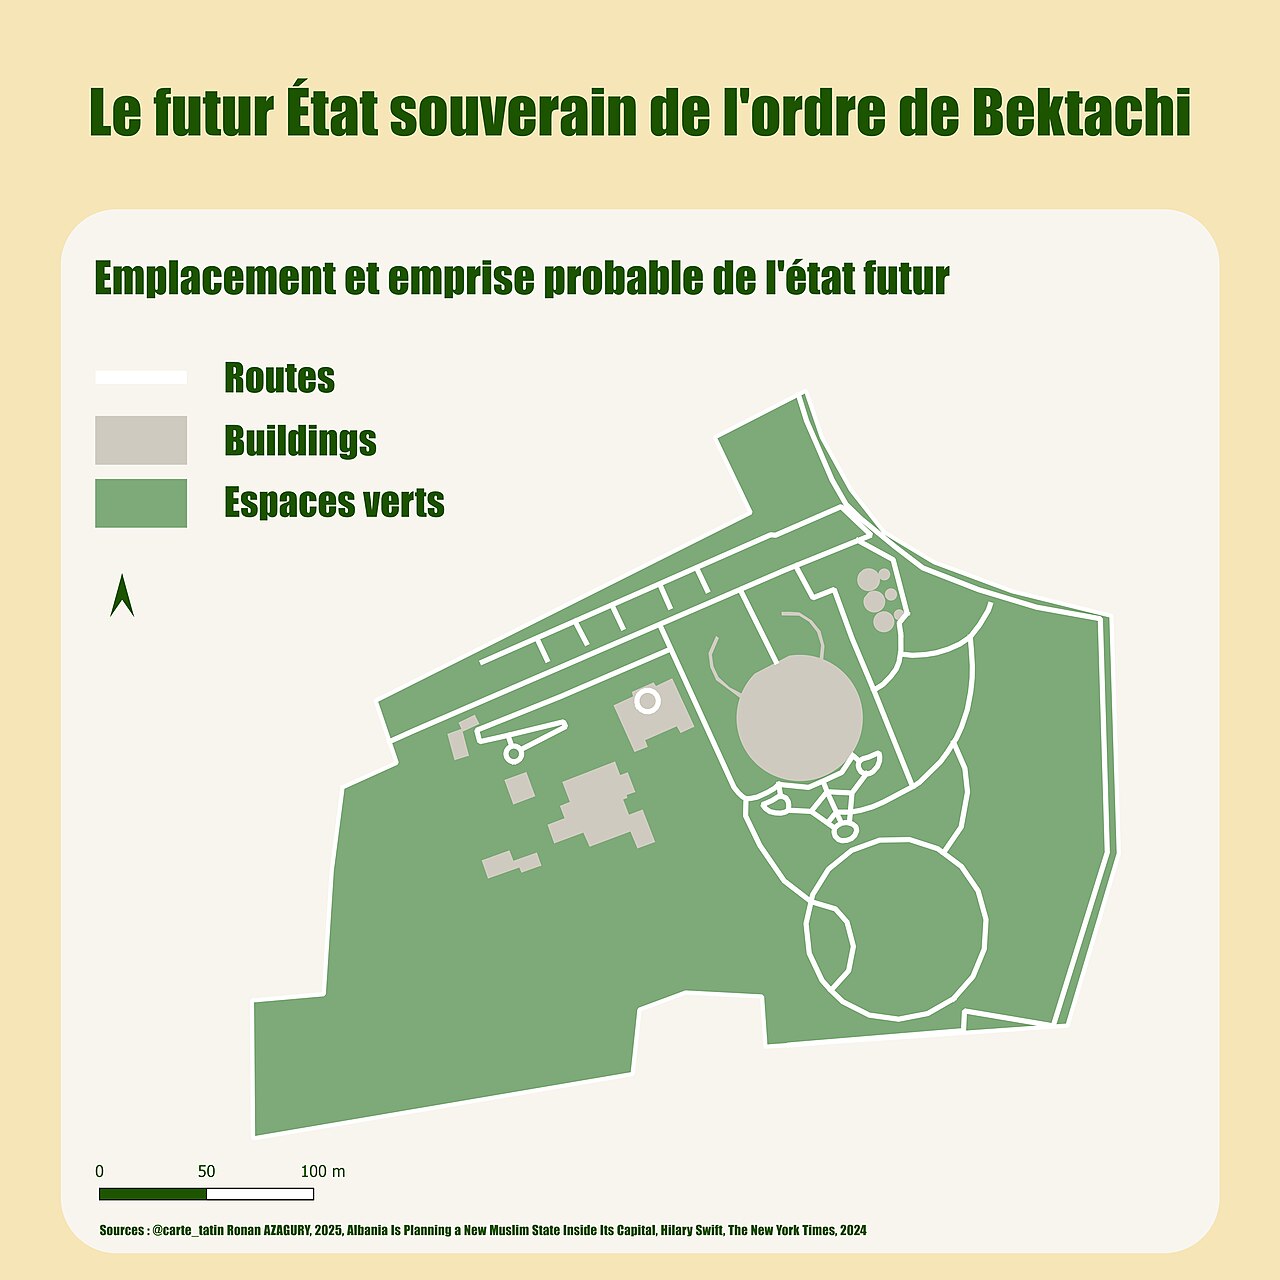 Le futur État souverain de l'ordre de Bektachi
Emplacement et emprise probable de l'état futur
Routes
Buildings
Espaces verts
0 50 100 m
Sources : @carte_tatin Ronan AZAGURY, 2025, Albania Is Planning a New Muslim State Inside Its Capital, Hilary Swift, The New York Times, 2024